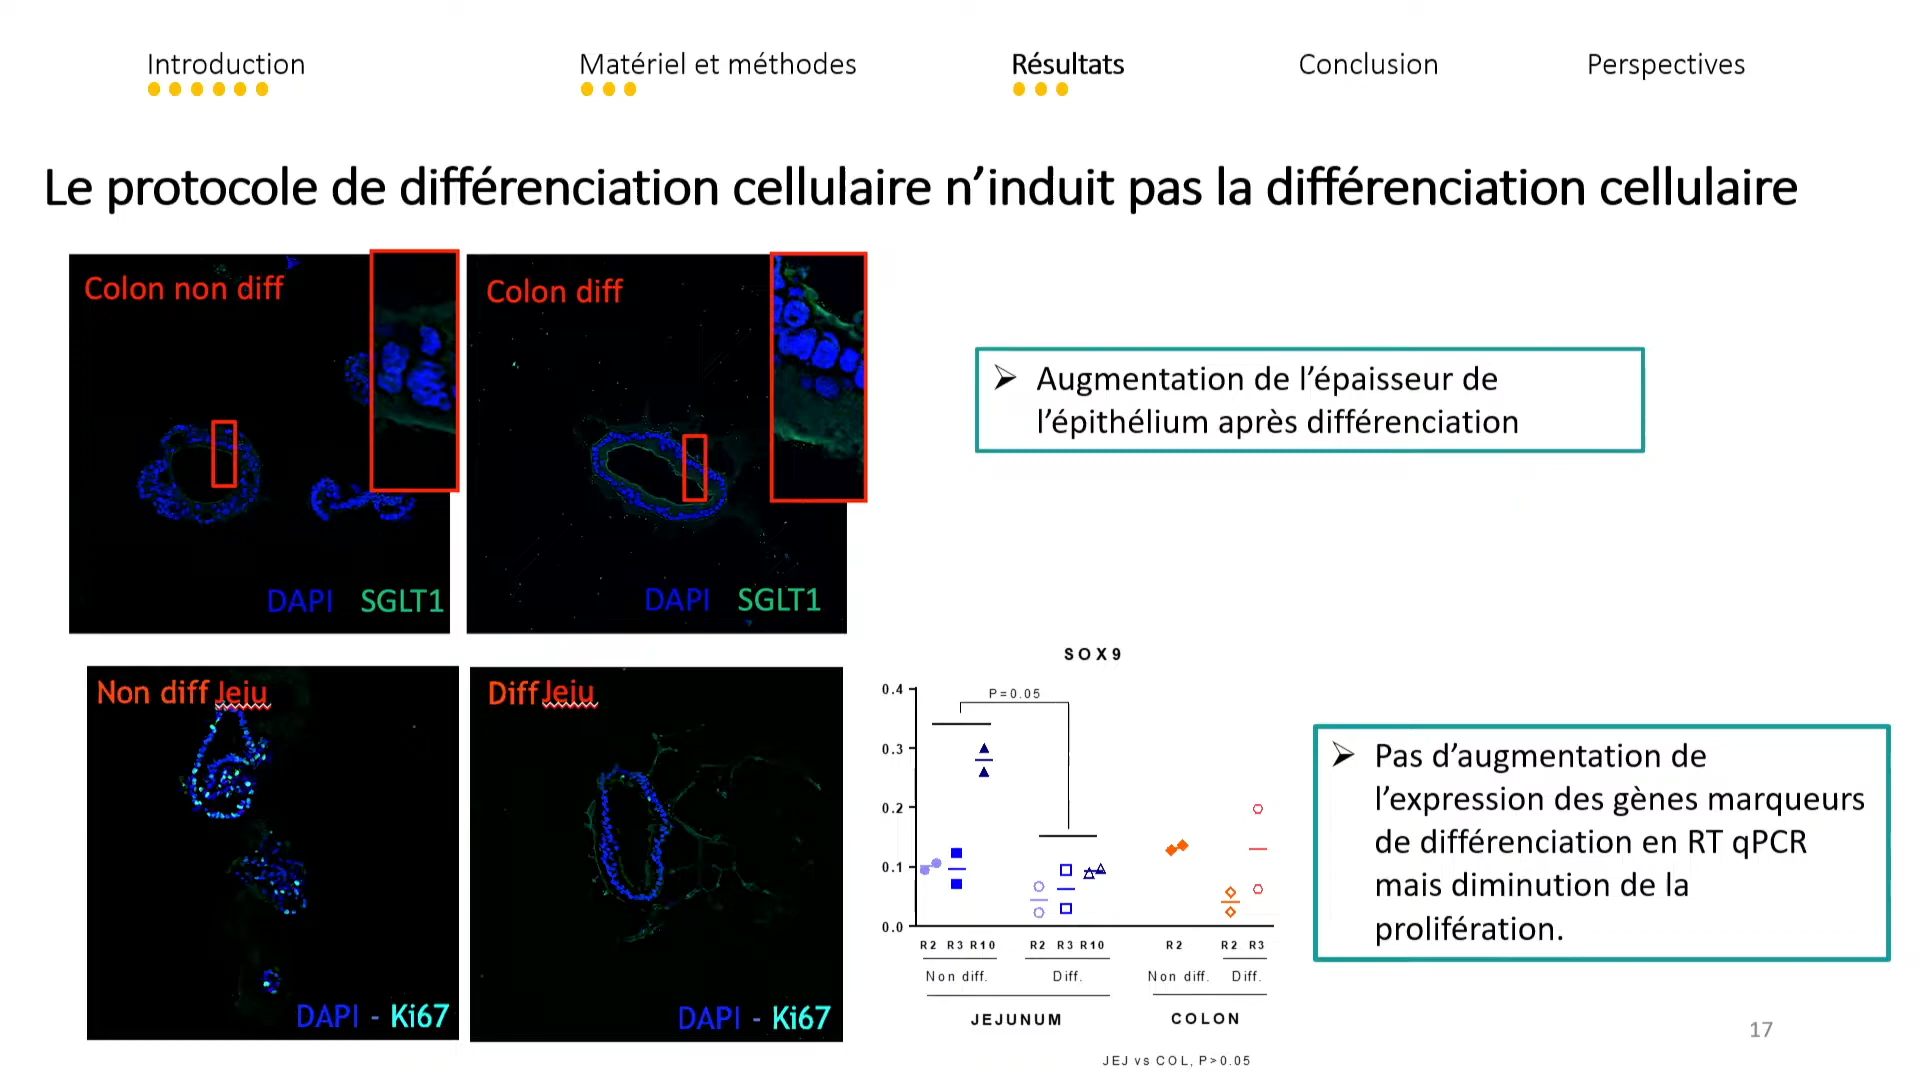 Introduction
Matériel et méthodes
Résultats
Conclusion
Perspectives
Le protocole de différenciation cellulaire n’induit pas la différenciation cellulaire
Colon non diff
DAPI SGLT1
Colon diff
DAPI SGLT1
➢ Augmentation de l’épaisseur de
l’épithélium après différenciation
Non diff Jeju
DAPI - Ki67
Diff Jeju
DAPI - Ki67
SOX9
P=0.05
0.4
0.3
0.2
0.1
0.0
R2 R3 R10 R2 R3 R10 R2 R2 R3
Non diff. Diff. Non diff. Diff.
JEJUNUM COLON
JEJ vs COL, P>0.05
➢ Pas d’augmentation de
l’expression des gènes marqueurs
de différenciation en RT qPCR
mais diminution de la
prolifération.
17